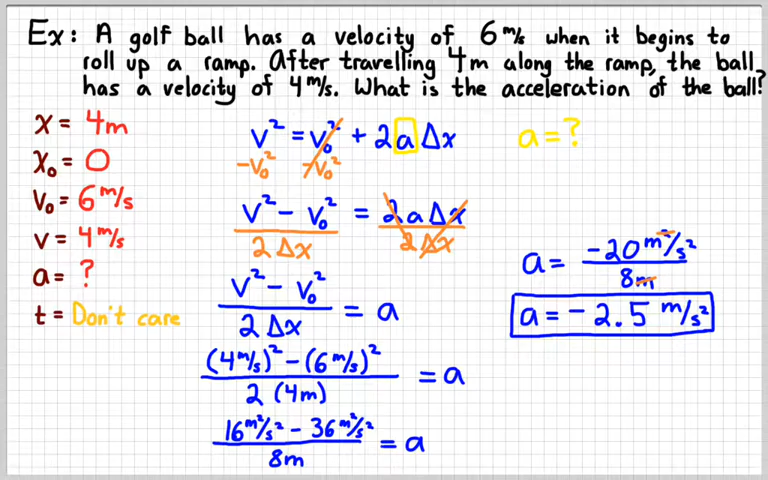 Ex: A golf ball has a velocity of 6 m/s when it begins to
roll up a ramp. After travelling 4m along the ramp, the ball
has a velocity of 4 m/s. What is the acceleration of the ball?
x = 4m
x₀ = 0
v₀ = 6 m/s
v = 4 m/s
a = ?
t = Don't care
v² = v₀² + 2aΔx
-v₀² -v₀²
v² - v₀² = 2aΔx
2Δx 2Δx
v² - v₀²
2Δx = a
(4 m/s)² - (6 m/s)²
2 (4m) = a
16 m²/s² - 36 m²/s²
8m = a
a = ?
a = -20 m²/s²
8m
a = -2.5 m/s²